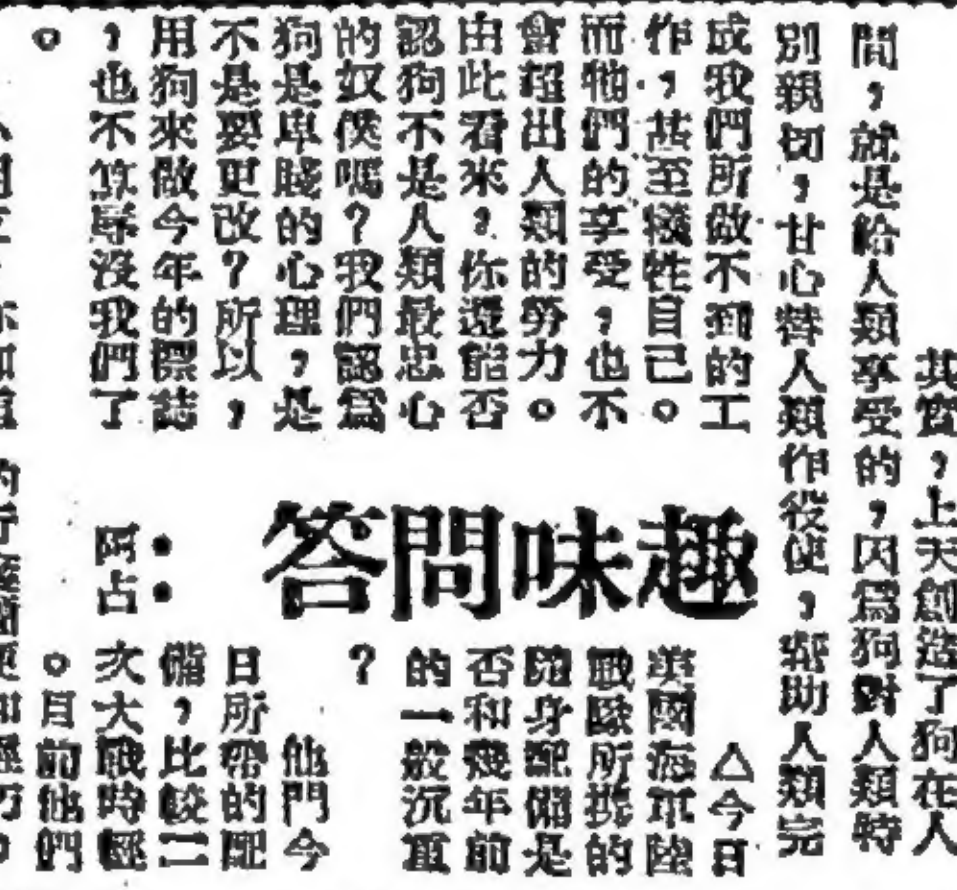 其實，上天創造了狗在人
間，就是給人類享受的，因爲狗對人類特
別親切，甘心替人類作役使，幫助人類完
成我們所做不到的工
作，甚至犧牲自己。
而牠們的享受，也不
會超出人類的勞力。
由此看來，你還能否
認狗不是人類最忠心
的奴僕嗎？我們認爲
狗是卑賤的心理，是
不是要更改？所以，
用狗來做今年的標誌
，也不算辱沒我們了
。
趣味問答
：阿占
△今日
美國海軍陸
戰隊所携的
隨身配備是
否和幾年前
的一般沉重
？
他們今
日所帶的配
備，比較二
次大戰時輕
。月前他們